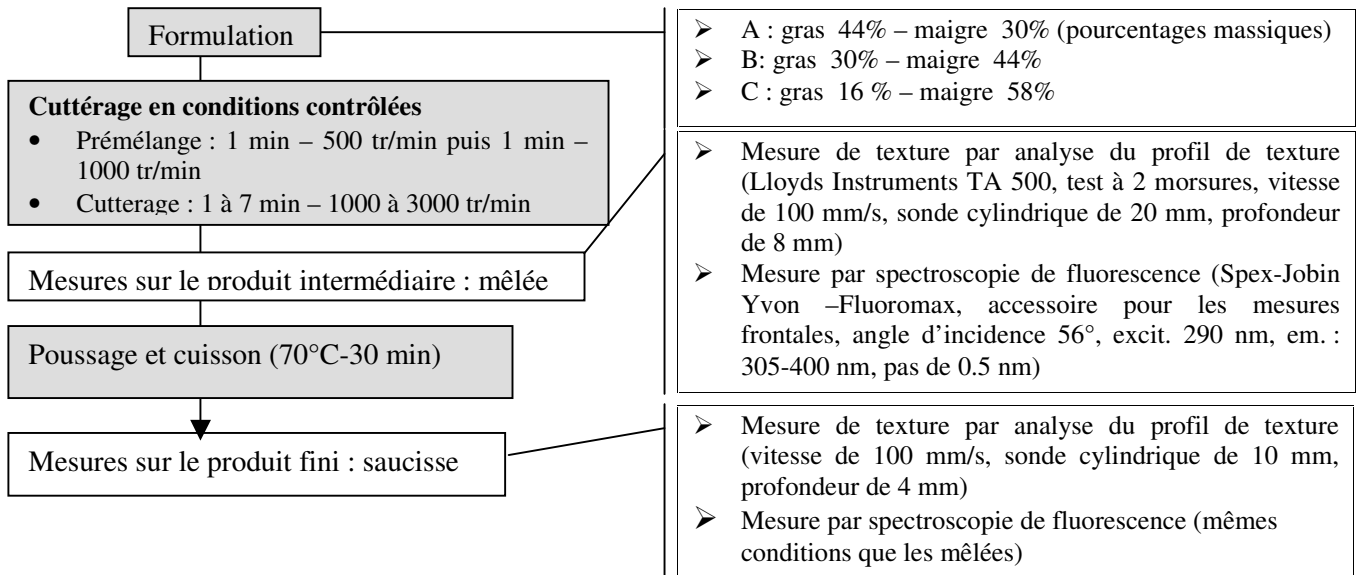 Formulation
➢ A : gras 44% – maigre 30% (pourcentages massiques)
➢ B: gras 30% – maigre 44%
➢ C : gras 16 % – maigre 58%
Cuttérage en conditions contrôlées
• Prémélange : 1 min – 500 tr/min puis 1 min –
1000 tr/min
• Cutterage : 1 à 7 min – 1000 à 3000 tr/min
Mesures sur le produit intermédiaire : mêlée
➢ Mesure de texture par analyse du profil de texture
(Lloyds Instruments TA 500, test à 2 morsures, vitesse
de 100 mm/s, sonde cylindrique de 20 mm, profondeur
de 8 mm)
➢ Mesure par spectroscopie de fluorescence (Spex-Jobin
Yvon –Fluoromax, accessoire pour les mesures
frontales, angle d’incidence 56°, excit. 290 nm, em. :
305-400 nm, pas de 0.5 nm)
Poussage et cuisson (70°C-30 min)
Mesures sur le produit fini : saucisse
➢ Mesure de texture par analyse du profil de texture
(vitesse de 100 mm/s, sonde cylindrique de 10 mm,
profondeur de 4 mm)
➢ Mesure par spectroscopie de fluorescence (mêmes
conditions que les mêlées)